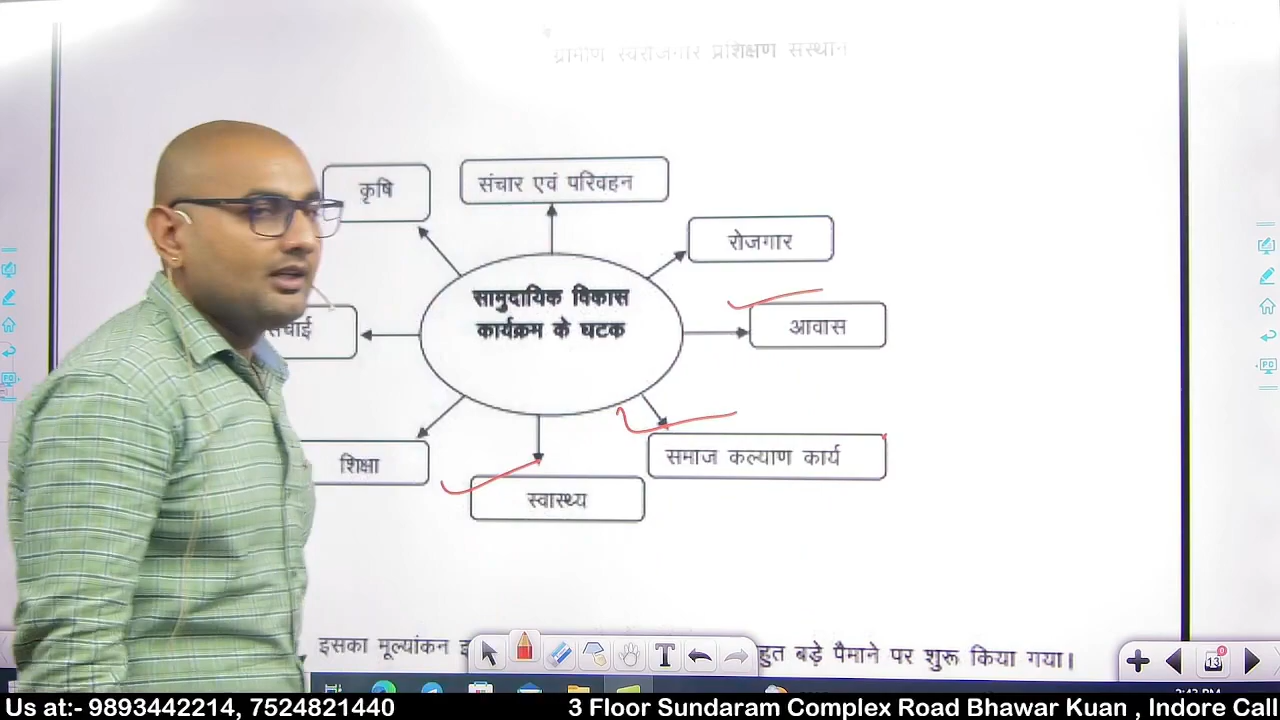 ग्रामीण स्वरोजगार प्रशिक्षण संस्थान
कृषि
संचार एवं परिवहन
रोजगार
सामुदायिक विकास
कार्यक्रम के घटक
आवास
शिक्षा
समाज कल्याण कार्य
स्वास्थ्य
इसका मूल्यांकन
बड़े पैमाने पर शुरू किया गया।
T
13
Us at:- 9893442214, 7524821440
3 Floor Sundaram Complex Road Bhawar Kuan , Indore Call